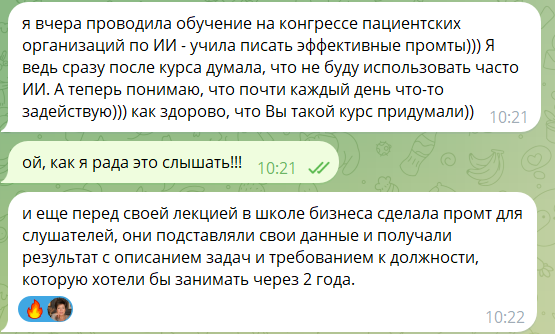 я вчера проводила обучение на конгрессе пациентских
организаций по ИИ - учила писать эффективные промты))) Я
ведь сразу после курса думала, что не буду использовать часто
ИИ. А теперь понимаю, что почти каждый день что-то
задействую))) как здорово, что Вы такой курс придумали))
10:21
ой, как я рада это слышать!!!
10:21
и еще перед своей лекцией в школе бизнеса сделала промт для
слушателей, они подставляли свои данные и получали
результат с описанием задач и требованием к должности,
которую хотели бы занимать через 2 года.
10:22